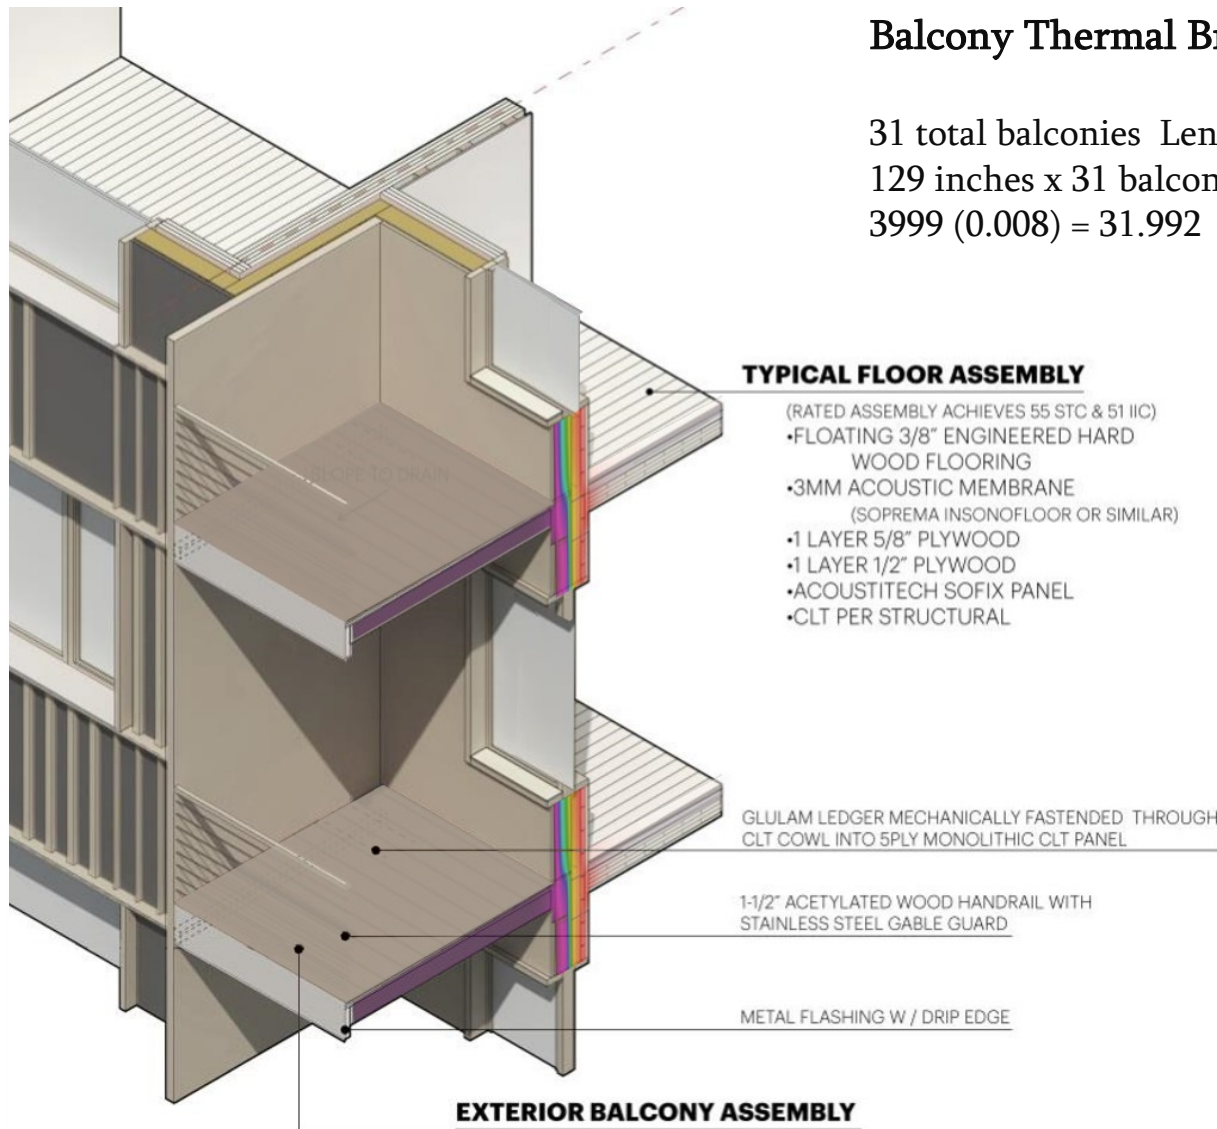 Balcony Thermal
31 total balconies
129 inches x 31
3999 (0.008) = 31.992
TYPICAL FLOOR ASSEMBLY
(RATED ASSEMBLY ACHIEVES 55 STC & 51 IIC)
•FLOATING 3/8" ENGINEERED HARD
WOOD FLOORING
•3MM ACOUSTIC MEMBRANE
(SOPREMA INSONOFLOOR OR SIMILAR)
•1 LAYER 5/8" PLYWOOD
•1 LAYER 1/2" PLYWOOD
•ACOUSTITECH SOFIX PANEL
•CLT PER STRUCTURAL
SLOPE TO DRAIN
GLULAM LEDGER MECHANICALLY FASTENDED THROUGH
CLT COWL INTO 5PLY MONOLITHIC CLT PANEL
1-1/2" ACETYLATED WOOD HANDRAIL WITH
STAINLESS STEEL GABLE GUARD
METAL FLASHING W / DRIP EDGE
EXTERIOR BALCONY ASSEMBLY